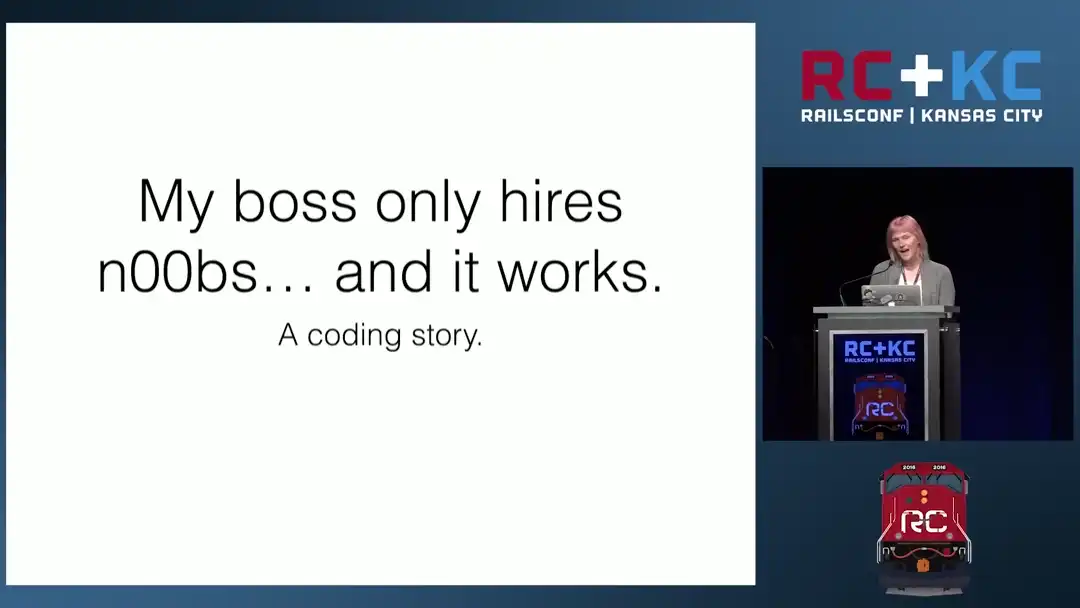 My boss only hires
n00bs… and it works.
A coding story.
RC+KC
RAILSCONF | KANSAS CITY
RC+KC
RAILSCONF | KANSAS CITY
RC
2016 2016
RC